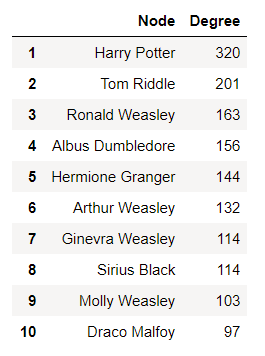 Node Degree
1 Harry Potter 320
2 Tom Riddle 201
3 Ronald Weasley 163
4 Albus Dumbledore 156
5 Hermione Granger 144
6 Arthur Weasley 132
7 Ginevra Weasley 114
8 Sirius Black 114
9 Molly Weasley 103
10 Draco Malfoy 97